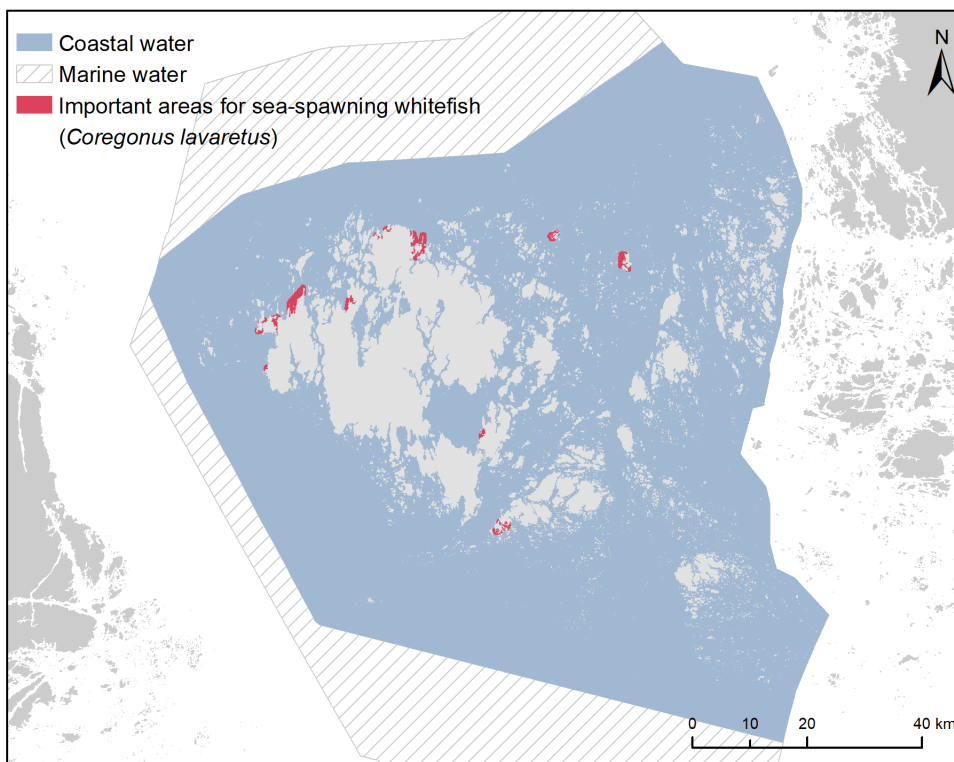 Coastal water
Marine water
Important areas for sea-spawning whitefish
(Coregonus lavaretus)
N
0 10 20 40 km